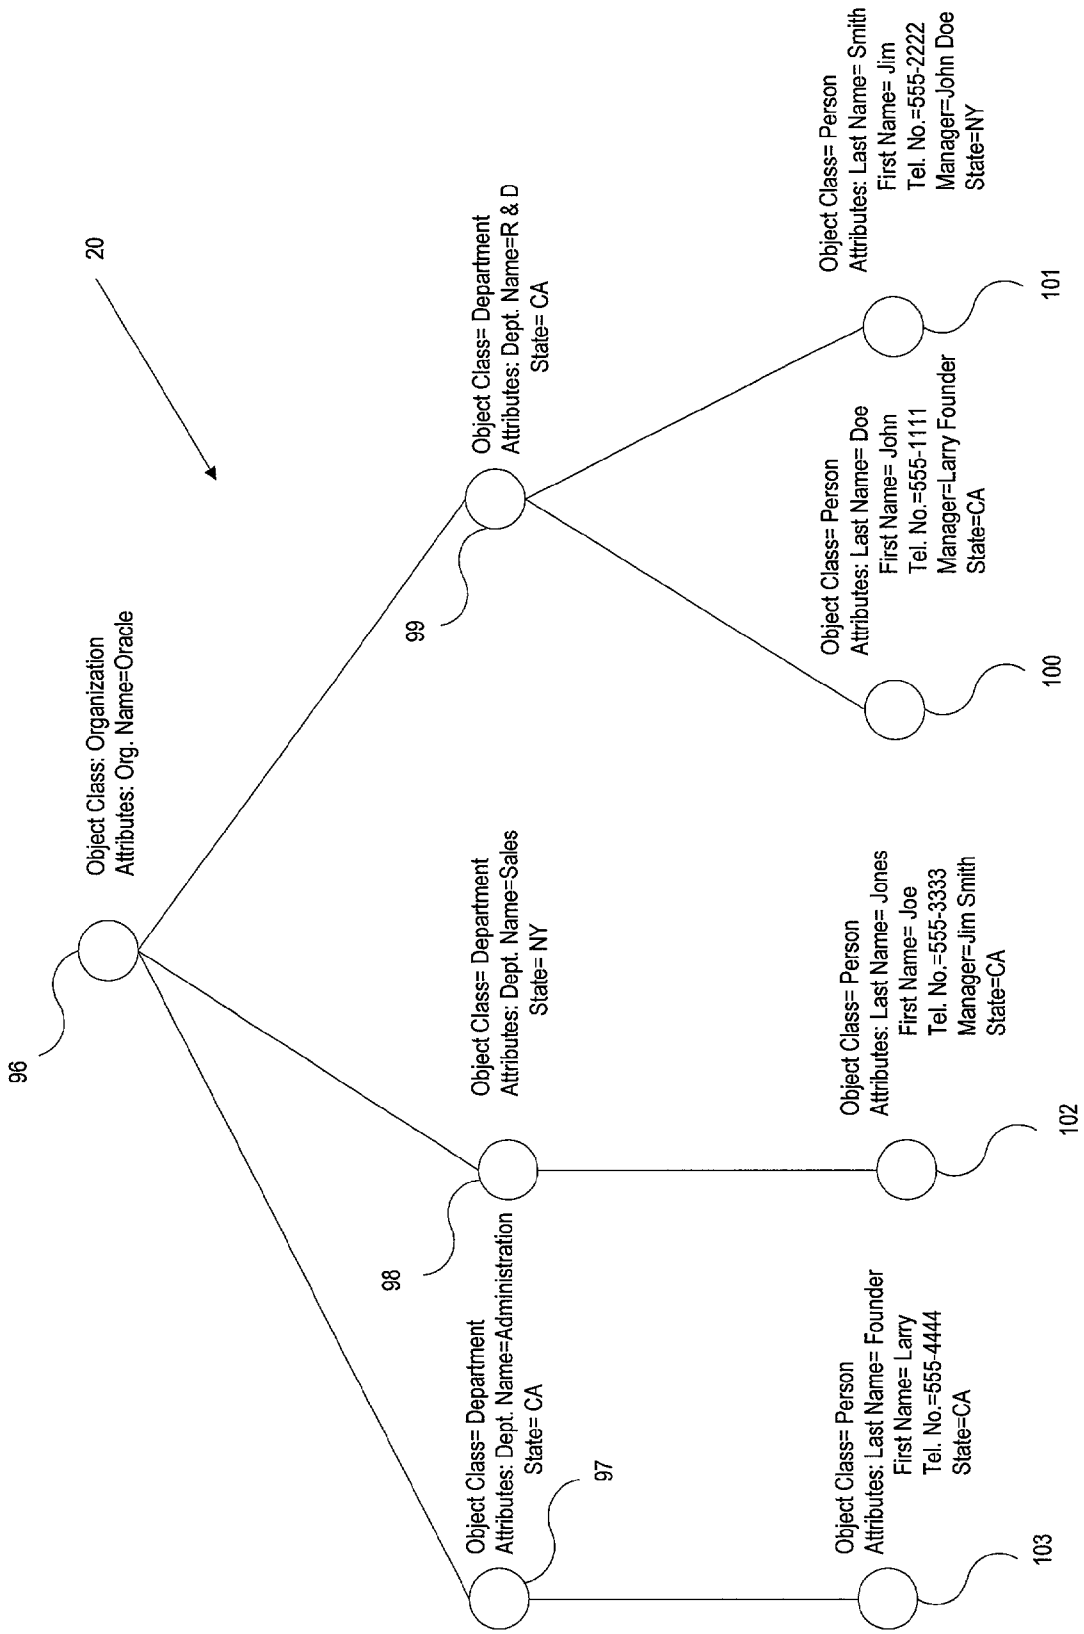 20
96
Object Class: Organization
Attributes: Org. Name=Oracle
Object Class= Department
Attributes: Dept. Name=Administration
State= CA
97
98
Object Class= Department
Attributes: Dept. Name=Sales
State= NY
99
Object Class= Department
Attributes: Dept. Name=R & D
State= CA
Object Class= Person
Attributes: Last Name= Founder
First Name= Larry
Tel. No.=555-4444
State=CA
103
Object Class= Person
Attributes: Last Name= Jones
First Name= Joe
Tel. No.=555-3333
Manager=Jim Smith
State=CA
102
Object Class= Person
Attributes: Last Name= Doe
First Name= John
Tel. No.=555-1111
Manager=Larry Founder
State=CA
100
Object Class= Person
Attributes: Last Name= Smith
First Name= Jim
Tel. No.=555-2222
Manager=John Doe
State=NY
101